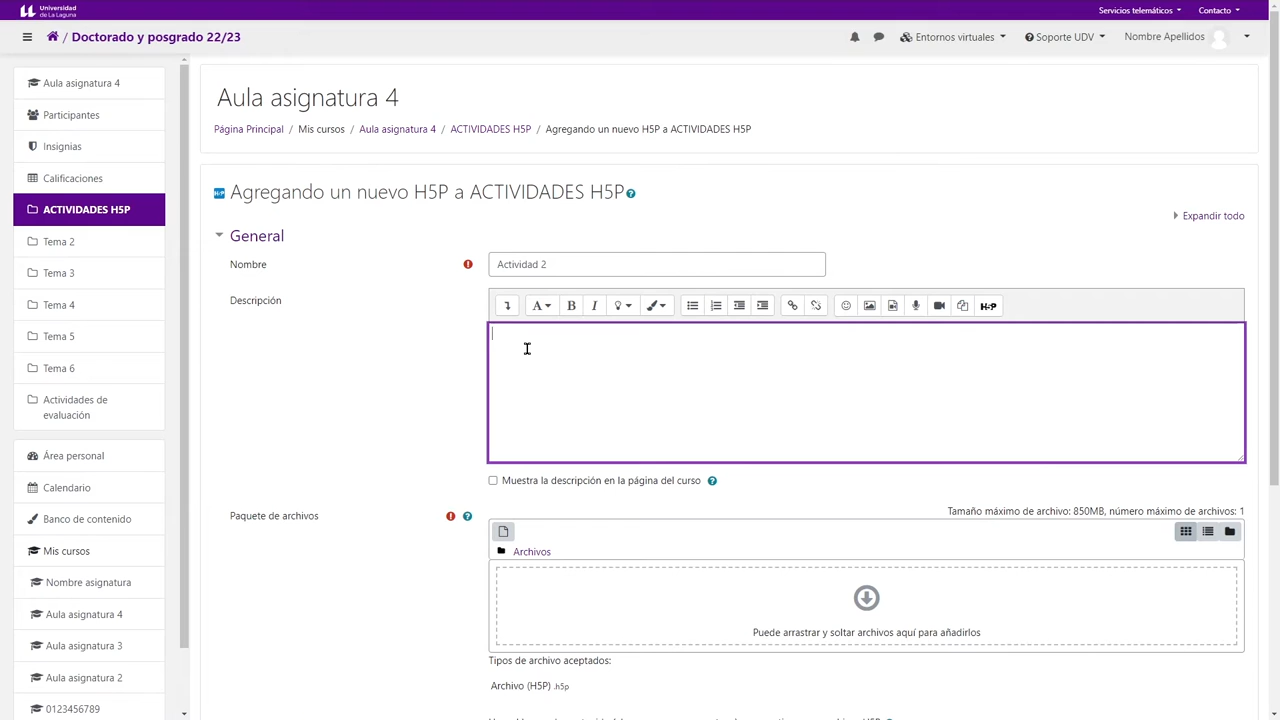 Universidad
de La Laguna
Servicios telemáticos
Contacto
/ Doctorado y posgrado 22/23
Entornos virtuales
Soporte UDV
Nombre Apellidos
Aula asignatura 4
Participantes
Insignias
Calificaciones
ACTIVIDADES H5P
Tema 2
Tema 3
Tema 4
Tema 5
Tema 6
Actividades de
evaluación
Área personal
Calendario
Banco de contenido
Mis cursos
Nombre asignatura
Aula asignatura 4
Aula asignatura 3
Aula asignatura 2
0123456789
Aula asignatura 4
Página Principal / Mis cursos / Aula asignatura 4 / ACTIVIDADES H5P / Agregando un nuevo H5P a ACTIVIDADES H5P
H5P Agregando un nuevo H5P a ACTIVIDADES H5P
Expandir todo
General
Nombre
Actividad 2
Descripción
A B I H5P
Muestra la descripción en la página del curso
Paquete de archivos
Tamaño máximo de archivo: 850MB, número máximo de archivos: 1
Archivos
Puede arrastrar y soltar archivos aquí para añadirlos
Tipos de archivo aceptados:
Archivo (H5P) .h5p